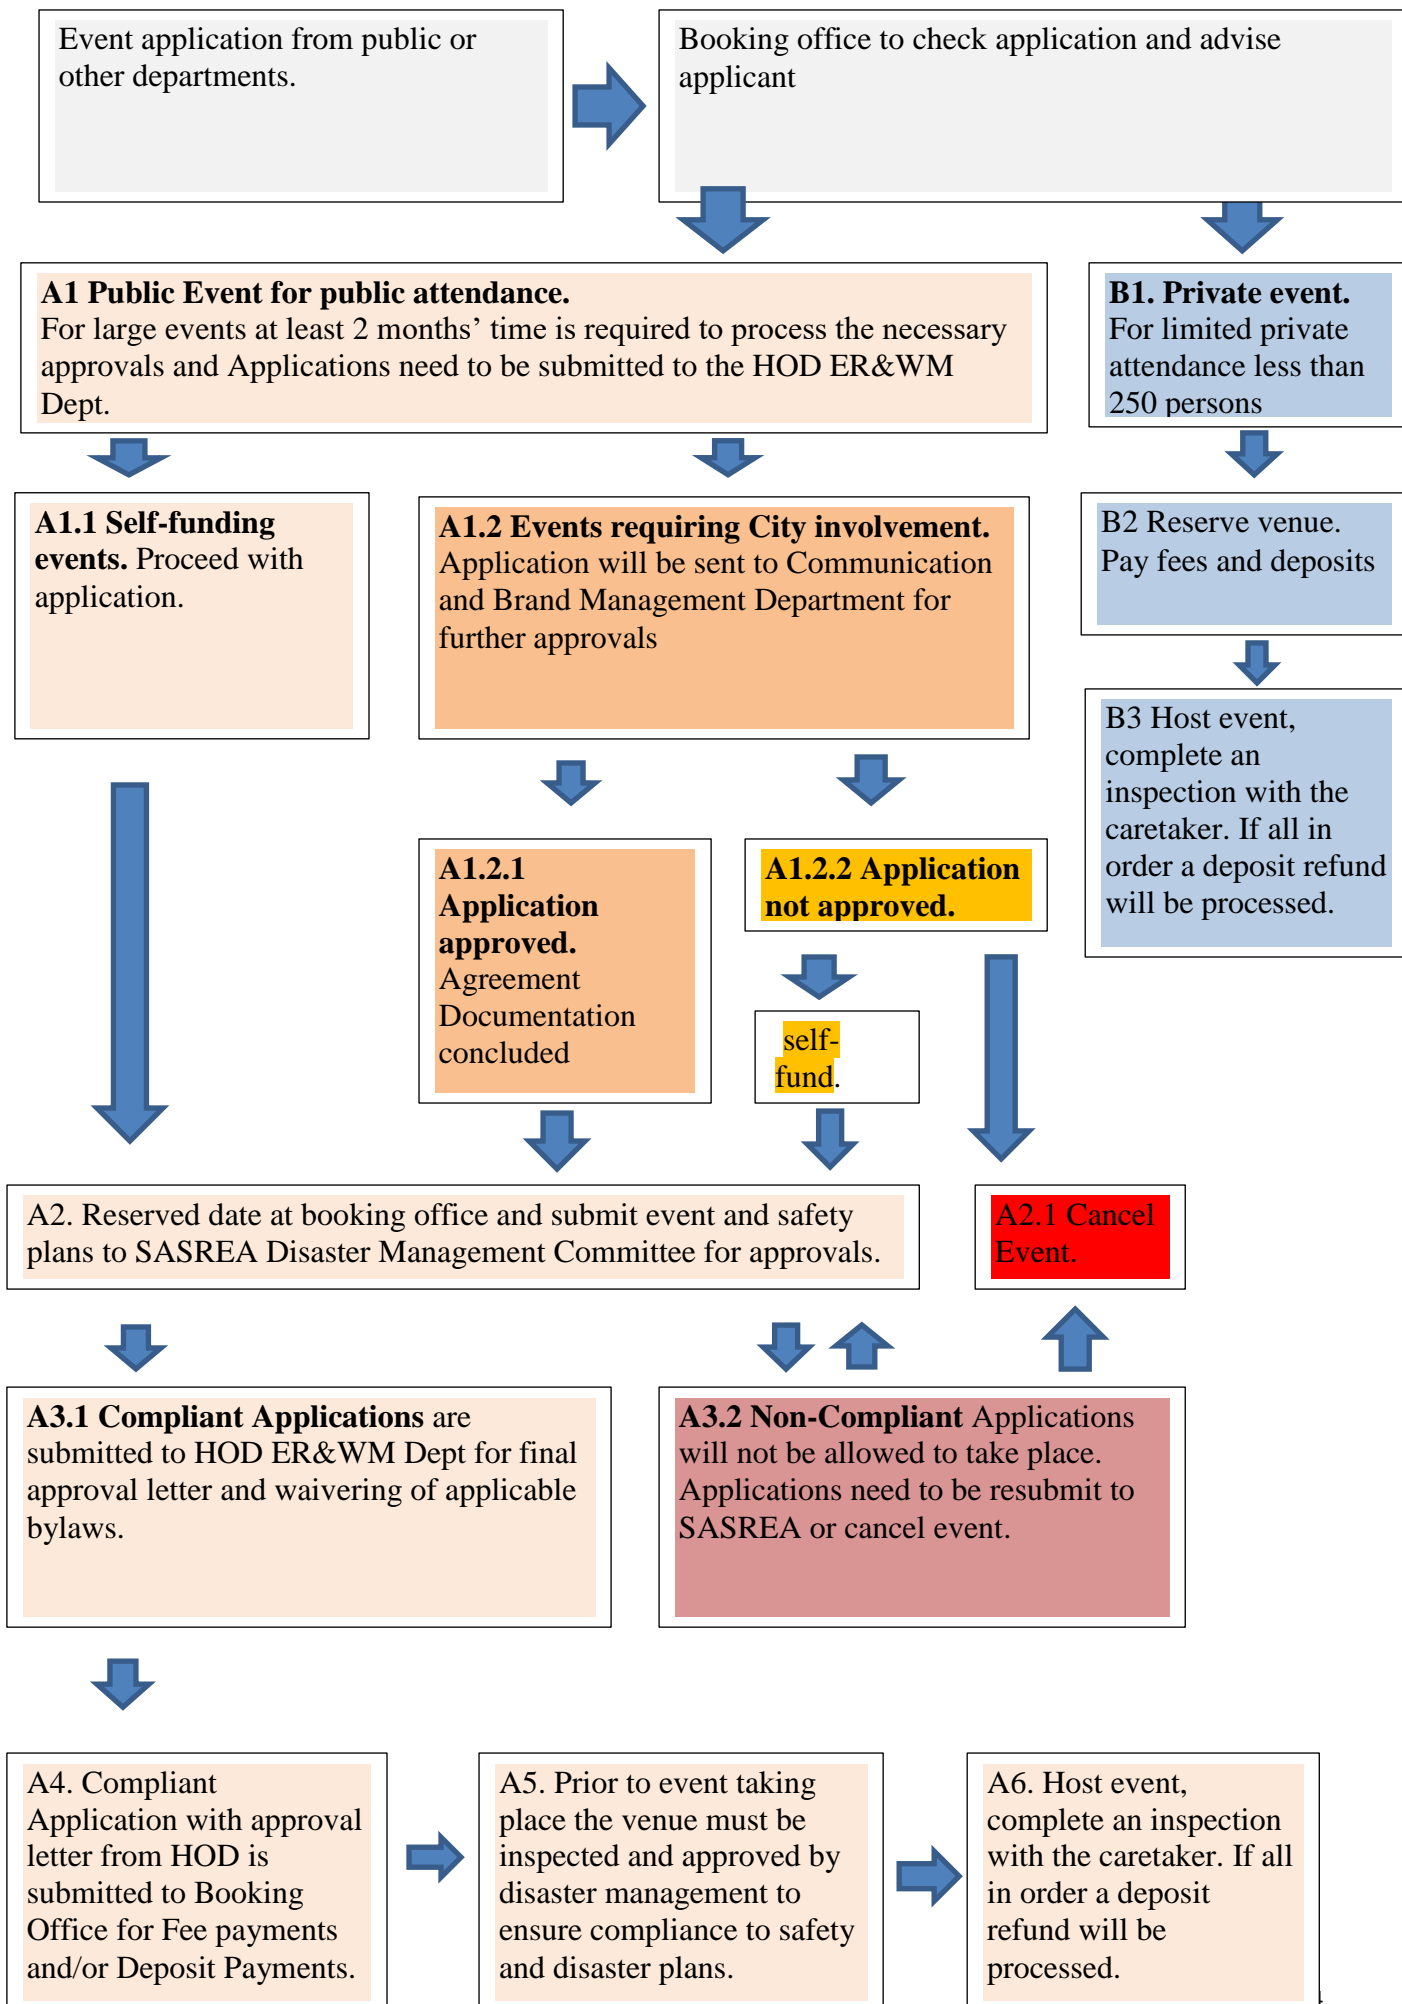 Event application from public or
other departments.
Booking office to check application and advise
applicant
A1 Public Event for public attendance.
For large events at least 2 months’ time is required to process the necessary
approvals and Applications need to be submitted to the HOD ER&WM
Dept.
B1. Private event.
For limited private
attendance less than
250 persons
A1.1 Self-funding
events. Proceed with
application.
A1.2 Events requiring City involvement.
Application will be sent to Communication
and Brand Management Department for
further approvals
B2 Reserve venue.
Pay fees and deposits
B3 Host event,
complete an
inspection with the
caretaker. If all in
order a deposit refund
will be processed.
A1.2.1
Application
approved.
Agreement
Documentation
concluded
A1.2.2 Application
not approved.
self-
fund.
A2. Reserved date at booking office and submit event and safety
plans to SASREA Disaster Management Committee for approvals.
A2.1 Cancel
Event.
A3.1 Compliant Applications are
submitted to HOD ER&WM Dept for final
approval letter and waivering of applicable
bylaws.
A3.2 Non-Compliant Applications
will not be allowed to take place.
Applications need to be resubmit to
SASREA or cancel event.
A4. Compliant
Application with approval
letter from HOD is
submitted to Booking
Office for Fee payments
and/or Deposit Payments.
A5. Prior to event taking
place the venue must be
inspected and approved by
disaster management to
ensure compliance to safety
and disaster plans.
A6. Host event,
complete an inspection
with the caretaker. If all
in order a deposit
refund will be
processed.